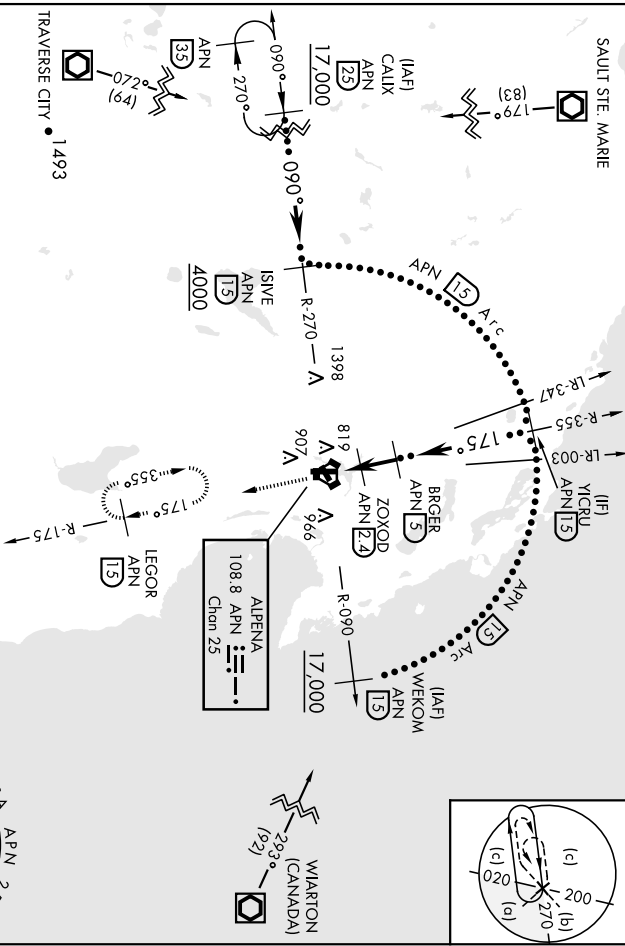 SAULT STE. MARIE
179°
(83)
(IAF)
CALIX
APN
25
17,000
APN
35
090°
270°
090°
TRAVERSE CITY
072°
(64)
1493
ISIVE
APN
15
4000
R-270
1398
APN 15 Arc
LR-347
R-355
LR-003
(IF)
YICRU
APN 15
175°
BRGER
APN 5
ZOXOD
APN 2.4
819
907
966
ALPENA
108.8 APN
Chan 25
355°
175°
R-175
LEGOR
APN
15
R-090
APN 15 Arc
(IAF)
WEKOM
APN
15
17,000
WIARTON
(CANADA)
293°
(92)
(c)
(c)
020
200
(a)
270
(b)
APN 2